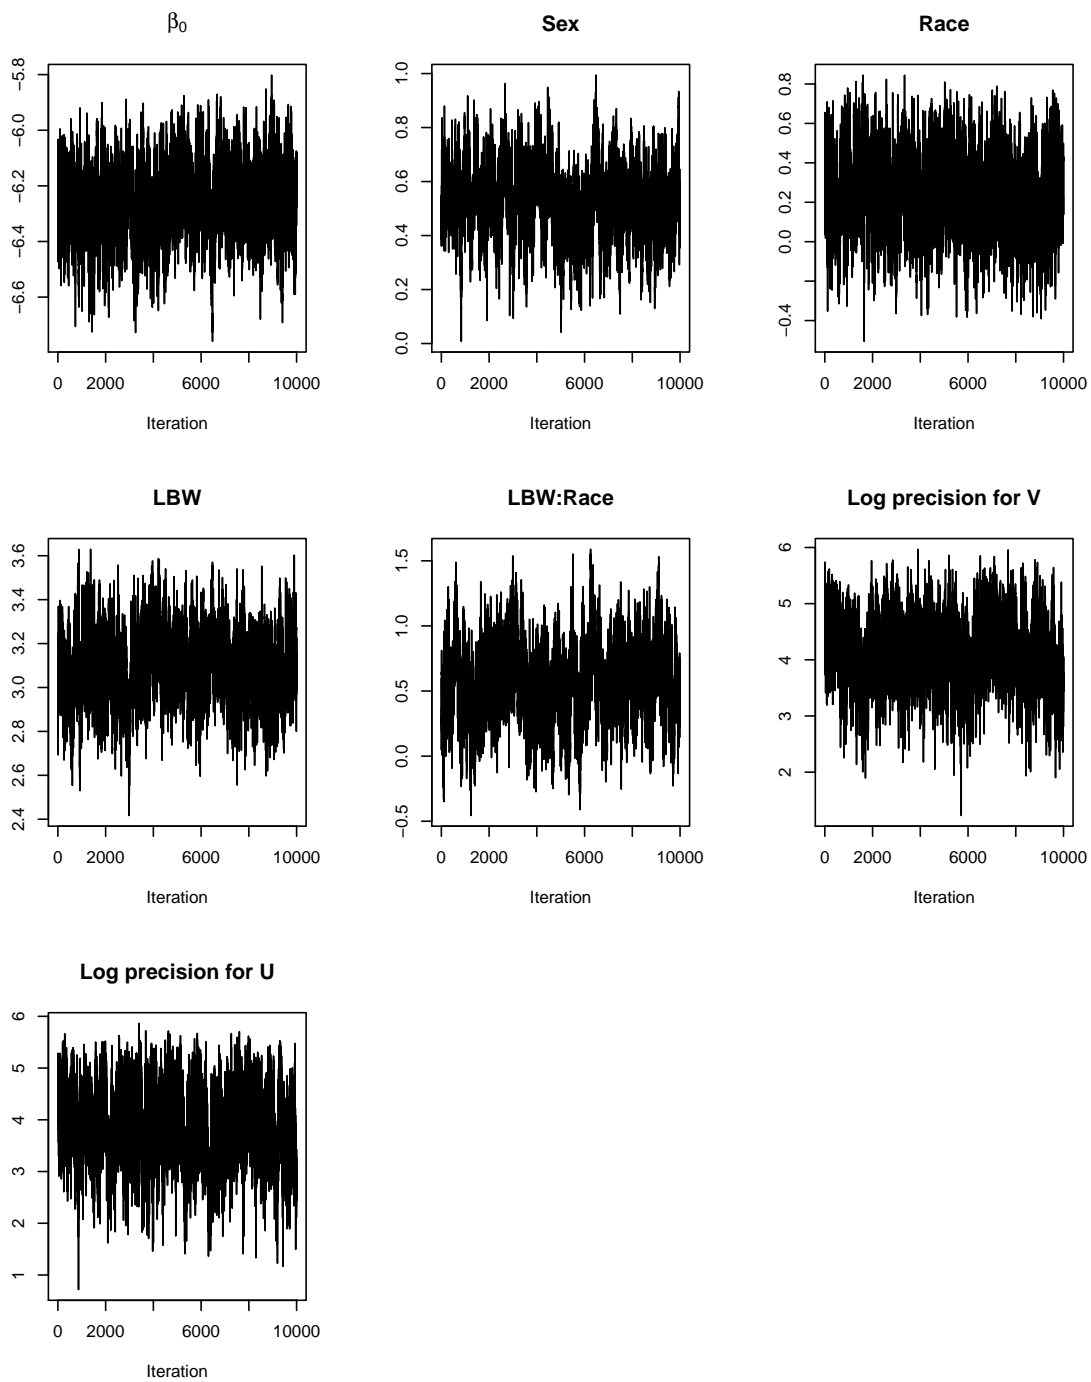 β0
Sex
Race
−5.8
−6.0
−6.2
−6.4
−6.6
0 2000 6000 10000
Iteration
1.0
0.8
0.6
0.4
0.2
0.0
0 2000 6000 10000
Iteration
0.8
0.6
0.4
0.2
0.0
−0.4
0 2000 6000 10000
Iteration
LBW
LBW:Race
Log precision for V
3.6
3.4
3.2
3.0
2.8
2.6
2.4
0 2000 6000 10000
Iteration
1.5
1.0
0.5
0.0
−0.5
0 2000 6000 10000
Iteration
6
5
4
3
2
0 2000 6000 10000
Iteration
Log precision for U
6
5
4
3
2
1
0 2000 6000 10000
Iteration